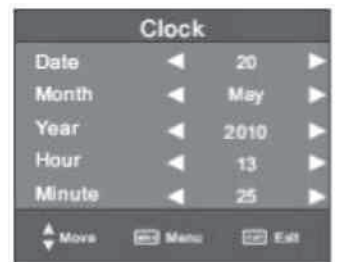 Clock
Date 20
Month May
Year 2010
Hour 13
Minute 25
Move Menu Exit